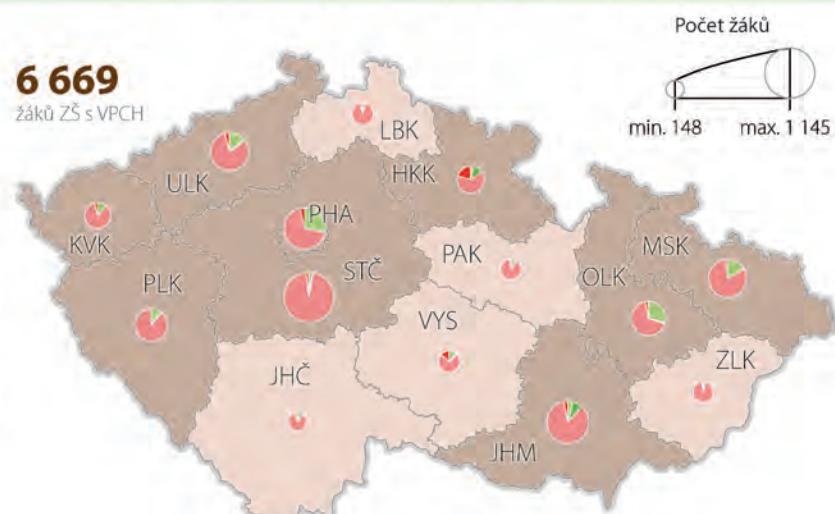 Počet žáků
6 669
žáků ZŠ s VPCH
min. 148
max. 1 145
LBK
ULK
HKK
PHA
KVK
PAK
MSK
STČ
OLK
PLK
VYS
ZLK
JHČ
JHM